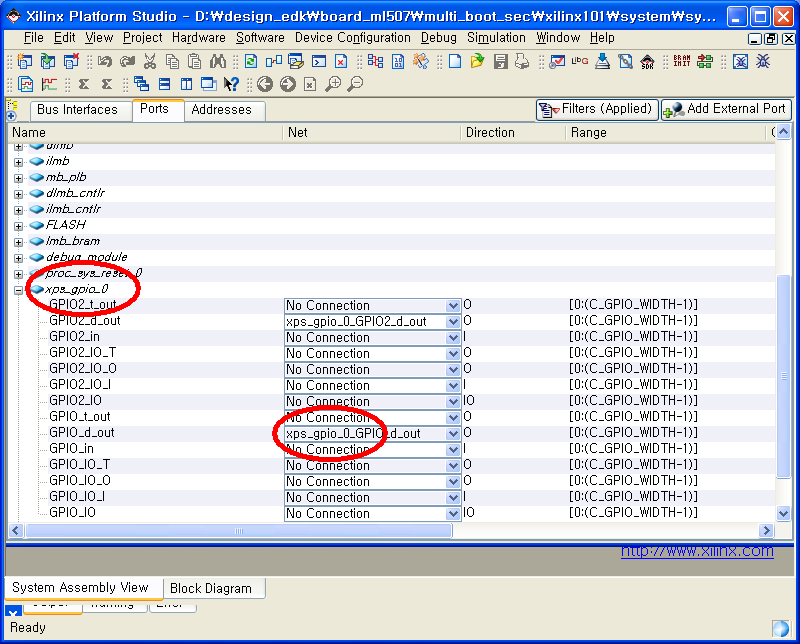 Xilinx Platform Studio - D:₩design_edk₩board_ml507₩multi_boot_sec₩xilinx101₩system₩sy...
File Edit View Project Hardware Software Device Configuration Debug Simulation Window Help
Bus Interfaces Ports Addresses Filters (Applied) Add External Port
Name Net Direction Range
dlmb
ilmb
mb_plb
dlmb_cntlr
ilmb_cntlr
FLASH
lmb_bram
debug_module
proc_sys_reset_0
xps_gpio_0
GPIO2_t_out No Connection O [0:(C_GPIO_WIDTH-1)]
GPIO2_d_out xps_gpio_0_GPIO2_d_out O [0:(C_GPIO_WIDTH-1)]
GPIO2_in No Connection I [0:(C_GPIO_WIDTH-1)]
GPIO2_IO_T No Connection O [0:(C_GPIO_WIDTH-1)]
GPIO2_IO_O No Connection O [0:(C_GPIO_WIDTH-1)]
GPIO2_IO_I No Connection I [0:(C_GPIO_WIDTH-1)]
GPIO2_IO No Connection IO [0:(C_GPIO_WIDTH-1)]
GPIO_t_out No Connection O [0:(C_GPIO_WIDTH-1)]
GPIO_d_out xps_gpio_0_GPIO_d_out O [0:(C_GPIO_WIDTH-1)]
GPIO_in No Connection I [0:(C_GPIO_WIDTH-1)]
GPIO_IO_T No Connection O [0:(C_GPIO_WIDTH-1)]
GPIO_IO_O No Connection O [0:(C_GPIO_WIDTH-1)]
GPIO_IO_I No Connection I [0:(C_GPIO_WIDTH-1)]
GPIO_IO No Connection IO [0:(C_GPIO_WIDTH-1)]
http://www.xilinx.com
System Assembly View Block Diagram
Output Warning Error
Ready